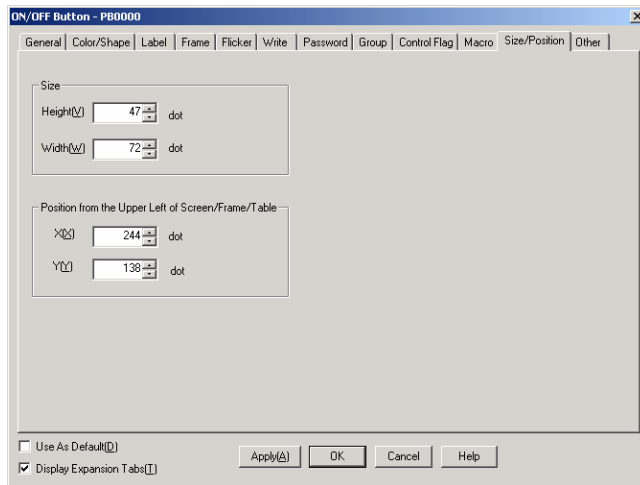 ON/OFF Button - PB0000
General Color/Shape Label Frame Flicker Write Password Group Control Flag Macro Size/Position Other
Size
Height(V) 47 dot
Width(W) 72 dot
Position from the Upper Left of Screen/Frame/Table
X(X) 244 dot
Y(Y) 138 dot
Use As Default(D)
Display Expansion Tabs(T)
Apply(A) OK Cancel Help